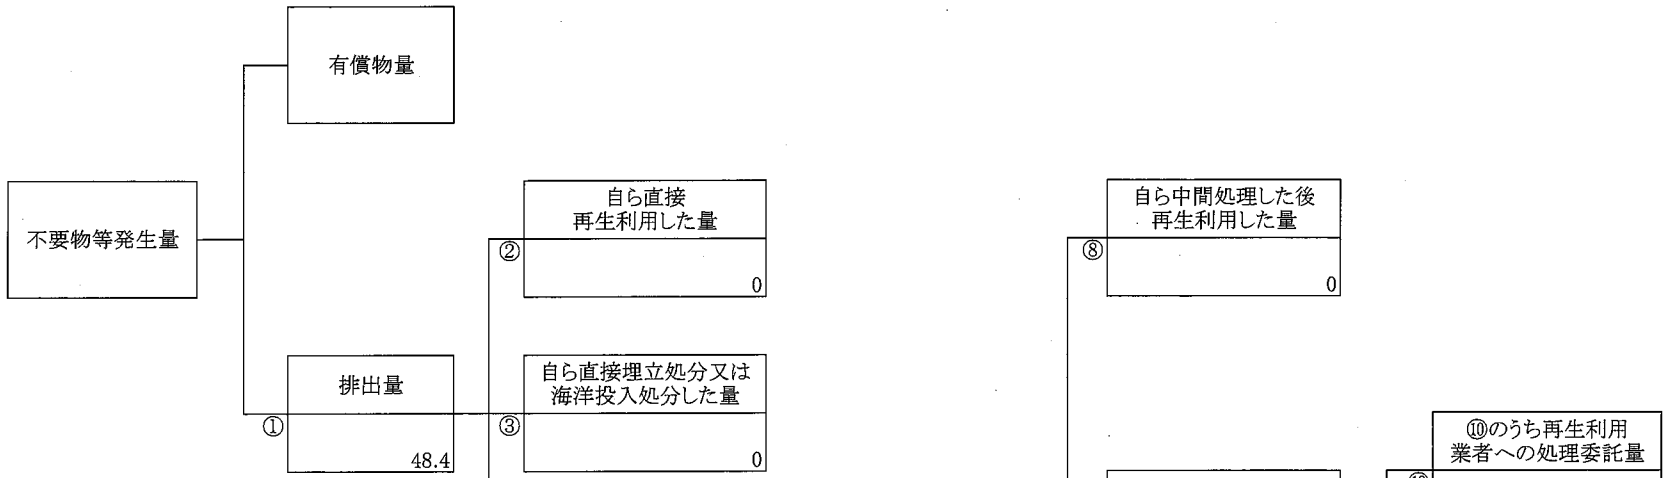 有償物量
不要物等発生量
自ら直接
再生利用した量
②
0
自ら中間処理した後
再生利用した量
⑧
0
排出量
①
48.4
自ら直接埋立処分又は
海洋投入処分した量
③
0
⑩のうち再生利用
業者への処理委託量